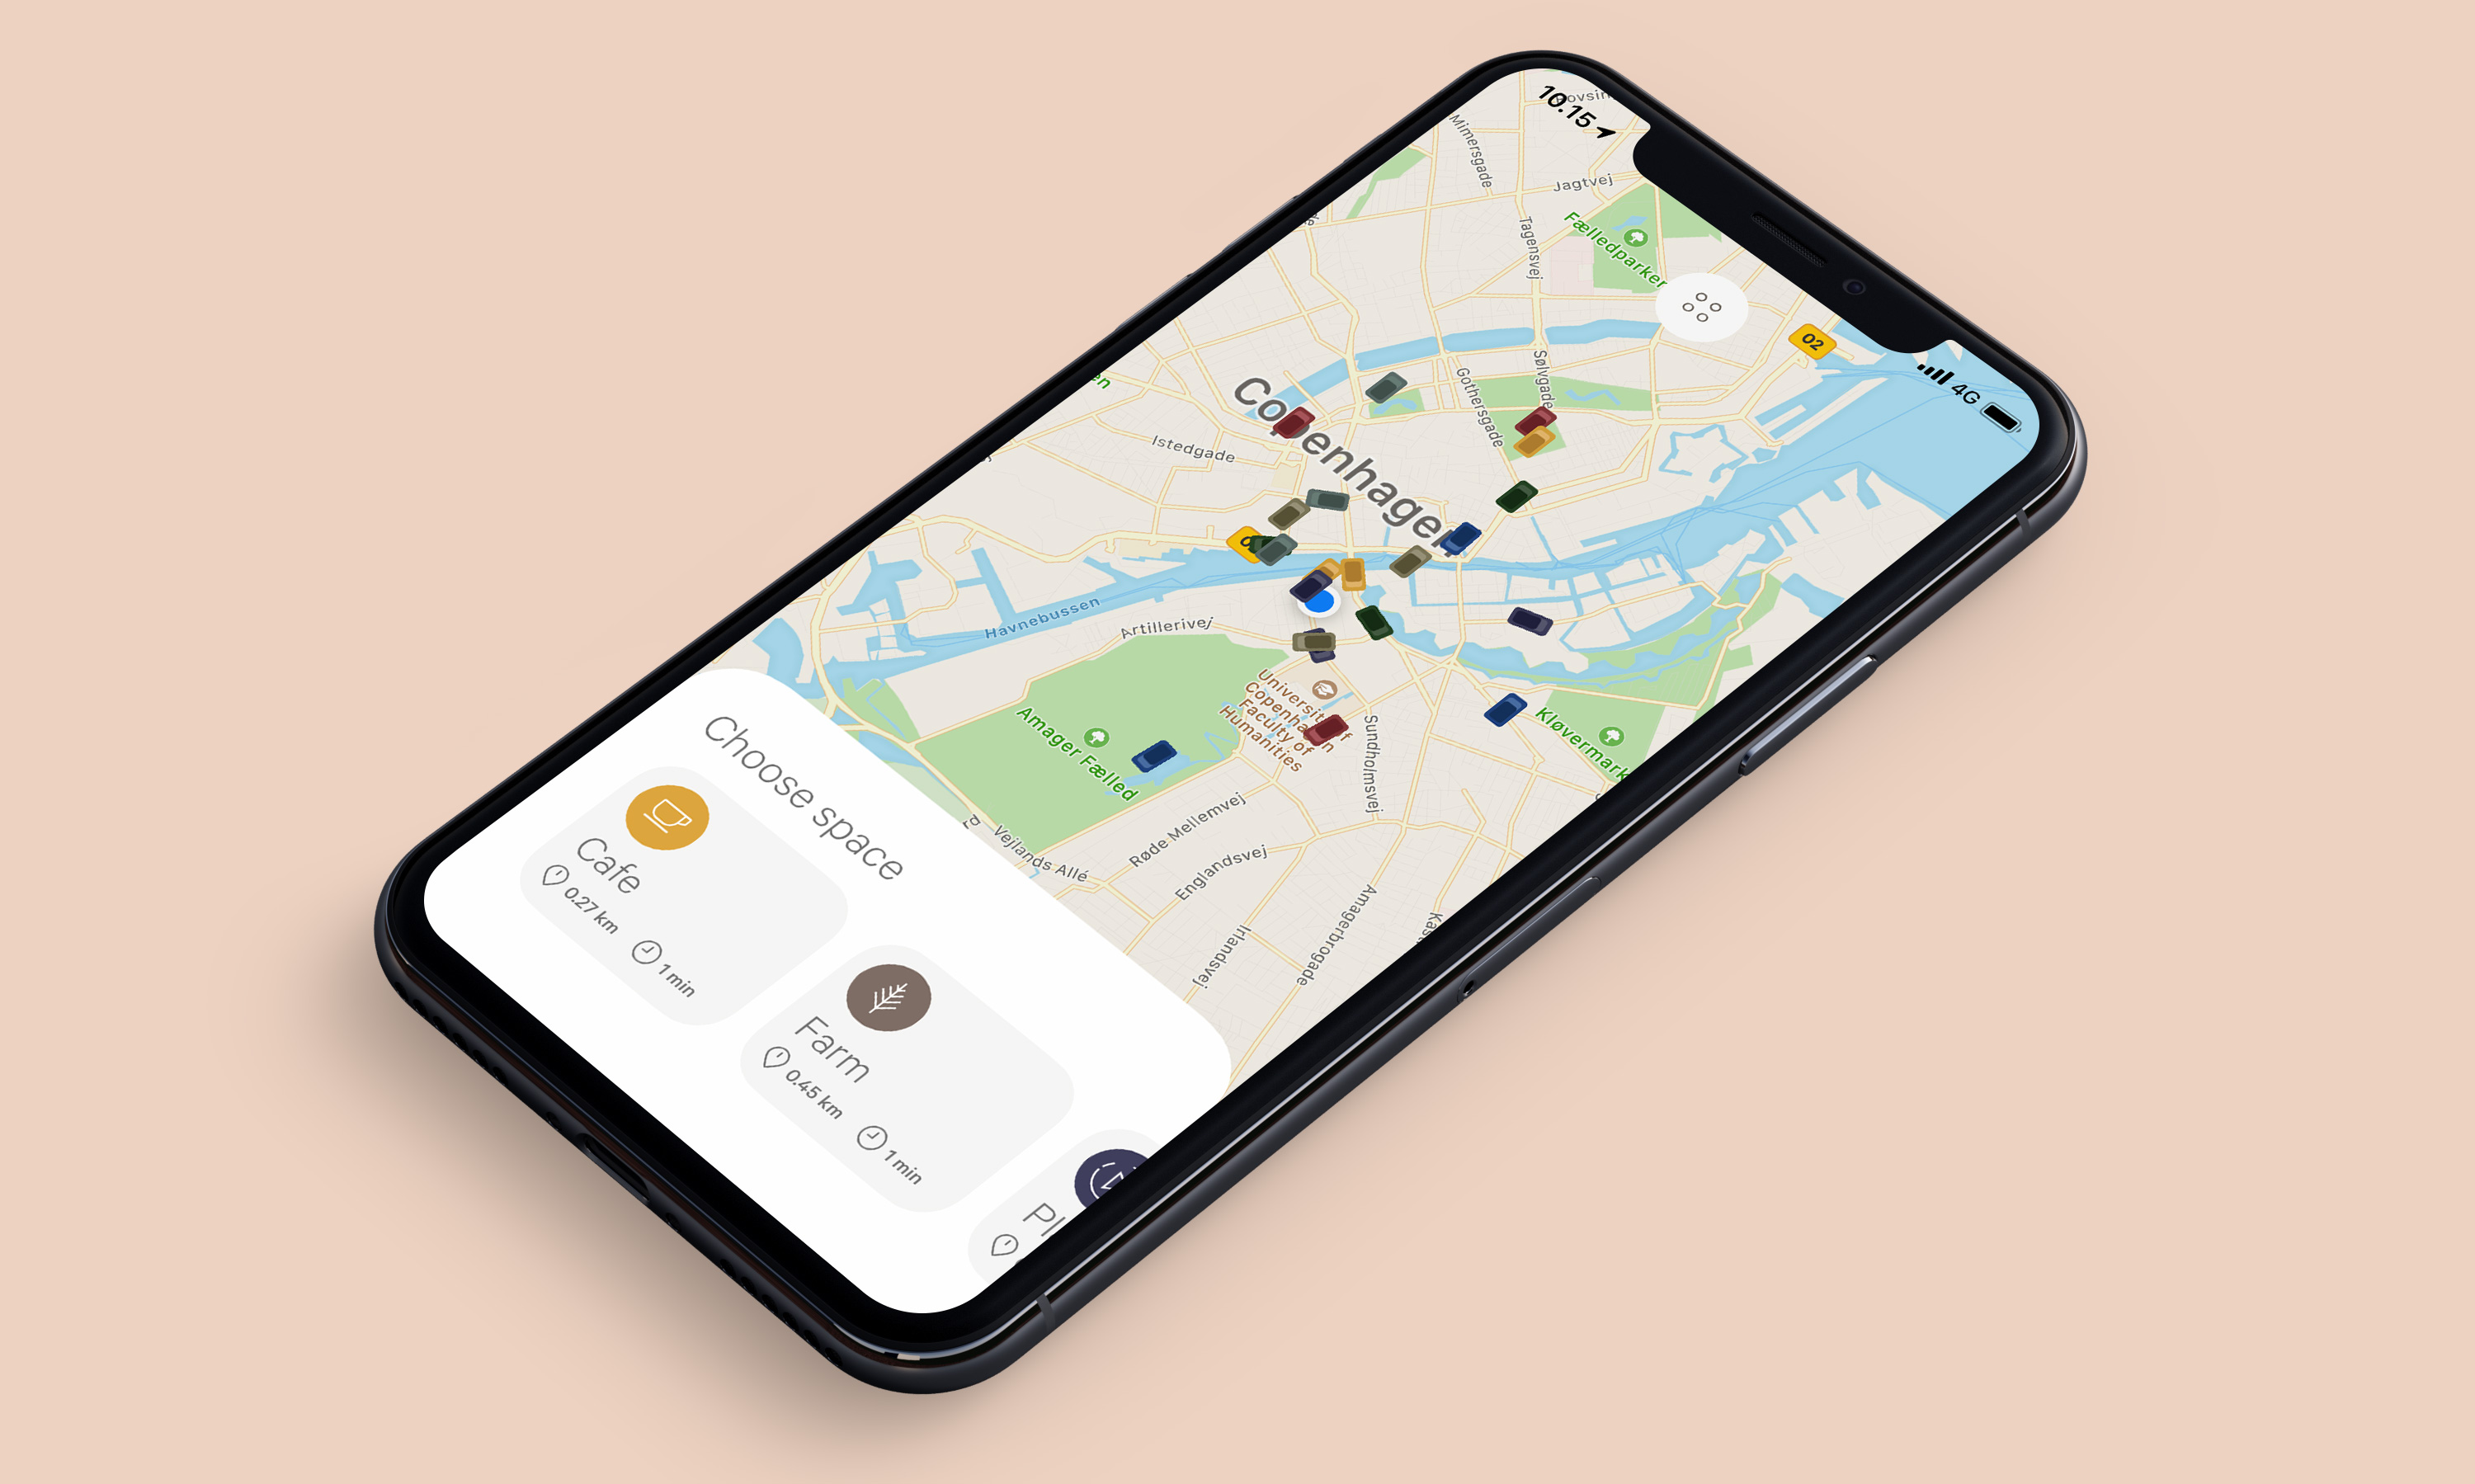 10.15
4G
Mimersgade
Jagtvej
Tagensvej
Fælledparken
02
Sølvgade
Gothersgade
Copenhagen
Istedgade
Havnebussen
Artillerivej
University of
Copenhagen
Faculty of
Humanities
Amager Fælled
Kløvermark
Sundholmsvej
Røde Mellemvej
Vejlands Allé
Englandsvej
Irlandsvej
Amagerbrogade
Choose space
Cafe
0.27 km
1 min
Farm
0.45 km
1 min
Pl